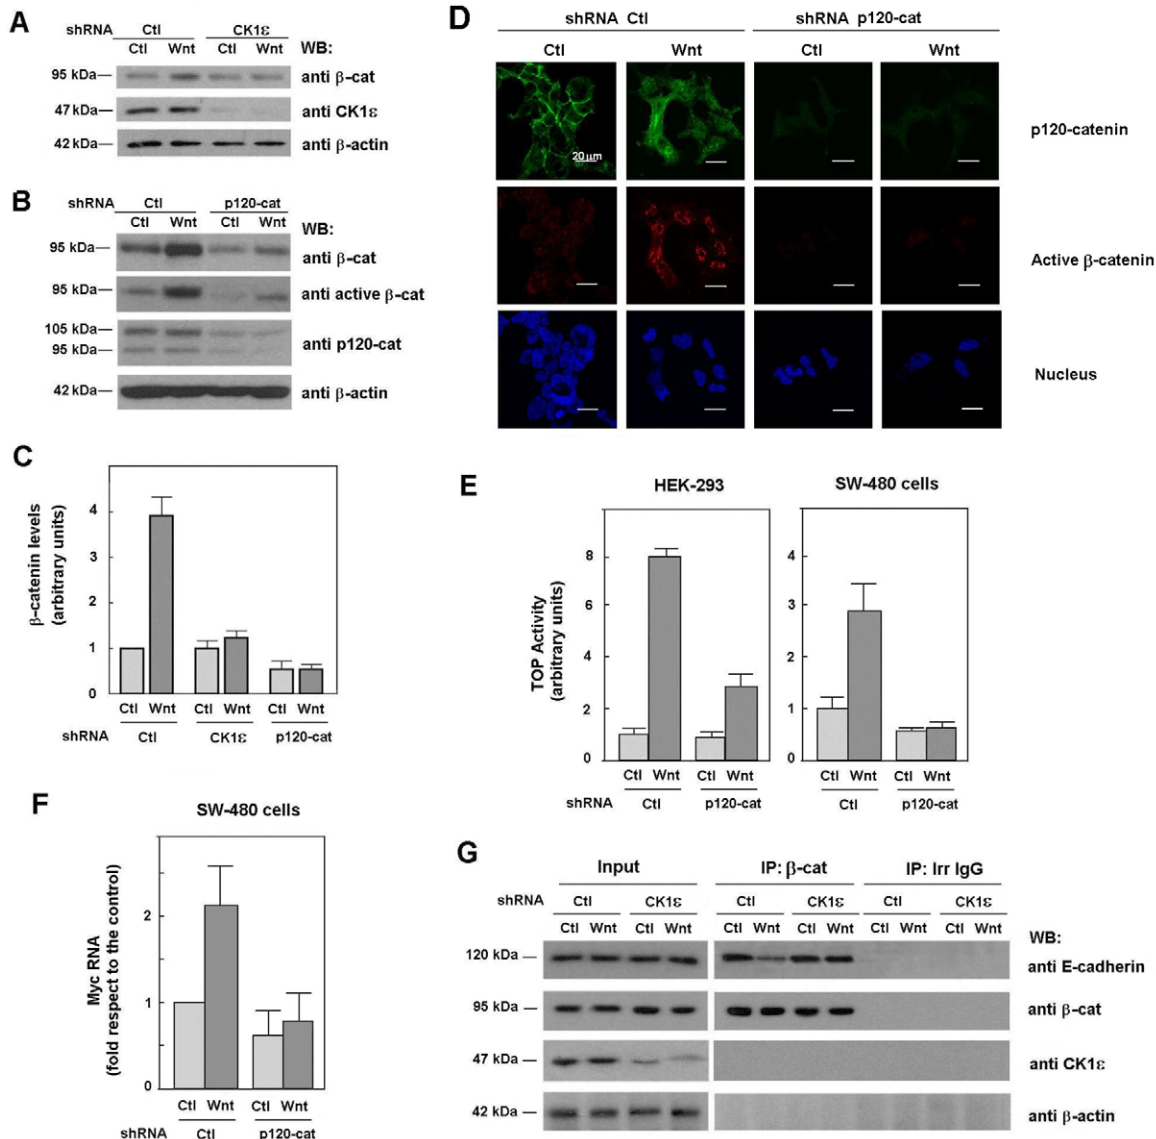 A
shRNA Ctl CK1ε
Ctl Wnt Ctl Wnt WB:
95 kDa— anti β-cat
47 kDa— anti CK1ε
42 kDa— anti β-actin
B
shRNA Ctl p120-cat
Ctl Wnt Ctl Wnt WB:
95 kDa— anti β-cat
95 kDa— anti active β-cat
105 kDa—
95 kDa— anti p120-cat
42 kDa— anti β-actin
C
β-catenin levels
(arbitrary units)
4
3
2
1
0
Ctl Wnt Ctl Wnt Ctl Wnt
shRNA Ctl CK1ε p120-cat
D
shRNA Ctl shRNA p120-cat
Ctl Wnt Ctl Wnt
20 µm
p120-catenin
Active β-catenin
Nucleus
E
HEK-293 SW-480 cells
TOP Activity
(arbitrary units)
8
6
4
2
0
4
3
2
1
0
Ctl Wnt Ctl Wnt Ctl Wnt Ctl Wnt
shRNA Ctl p120-cat Ctl p120-cat
F
SW-480 cells
Myc RNA
(fold respect to the control)
2
1
0
Ctl Wnt Ctl Wnt
shRNA Ctl p120-cat
G
Input IP: β-cat IP: Irr IgG
shRNA Ctl CK1ε Ctl CK1ε Ctl CK1ε
Ctl Wnt Ctl Wnt Ctl Wnt Ctl Wnt Ctl Wnt Ctl Wnt WB:
120 kDa — anti E-cadherin
95 kDa — anti β-cat
47 kDa — anti CK1ε
42 kDa — anti β-actin